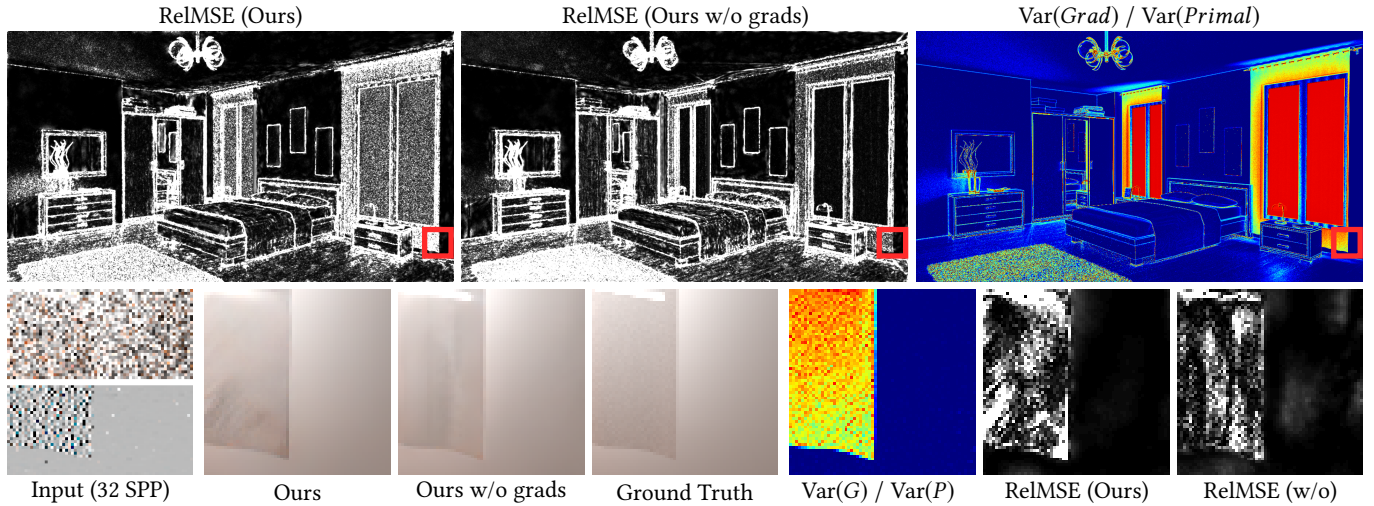 RelMSE (Ours)
RelMSE (Ours w/o grads)
Var(Grad) / Var(Primal)
Input (32 SPP)
Ours
Ours w/o grads
Ground Truth
Var(G) / Var(P)
RelMSE (Ours)
RelMSE (w/o)